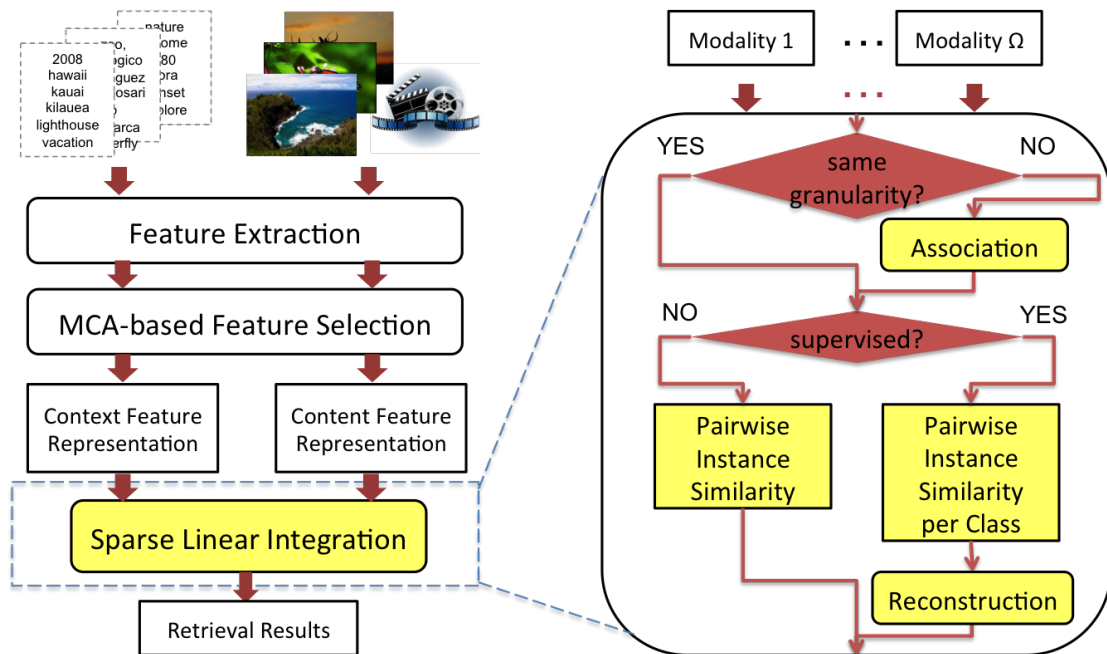 2008
hawaii
kauai
kilauea
lighthouse
vacation
zoo,
nature
80
Feature Extraction
MCA-based Feature Selection
Context Feature
Representation
Content Feature
Representation
Sparse Linear Integration
Retrieval Results
Modality 1
...
Modality Ω
...
YES
same
granularity?
NO
Association
NO
supervised?
YES
Pairwise
Instance
Similarity
Pairwise
Instance
Similarity
per Class
Reconstruction